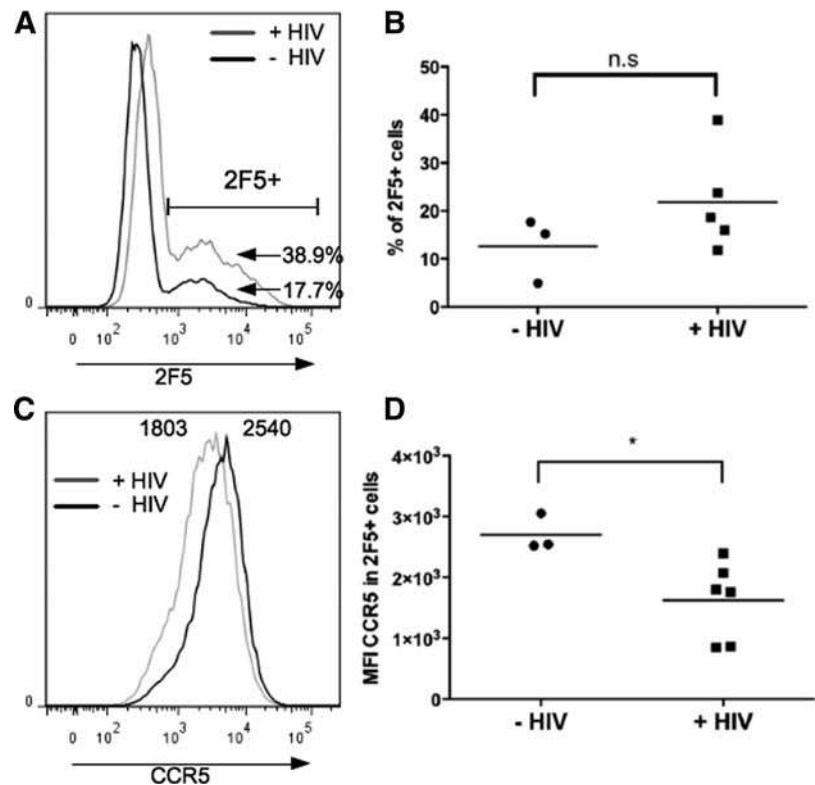 A
+ HIV
- HIV
2F5+
38.9%
17.7%
0
0 10² 10³ 10⁴ 10⁵
2F5
B
n.s
50
40
30
20
10
0
% of 2F5+ cells
- HIV + HIV
C
1803 2540
+ HIV
- HIV
0
0 10² 10³ 10⁴ 10⁵
CCR5
D
*
4×10³
3×10³
2×10³
1×10³
0
MFI CCR5 in 2F5+ cells
- HIV + HIV